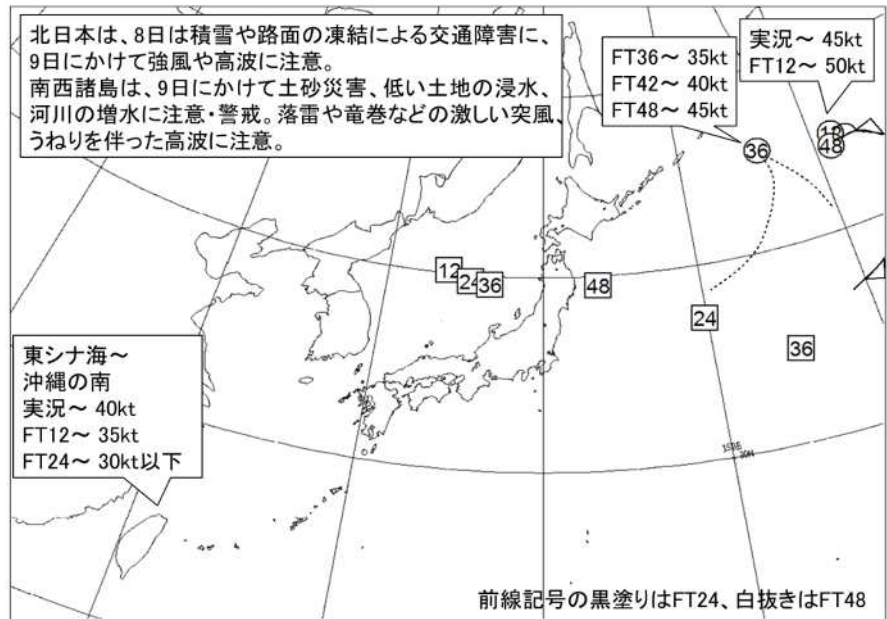 北日本は、8日は積雪や路面の凍結による交通障害に、
9日にかけて強風や高波に注意。
南西諸島は、9日にかけて土砂災害、低い土地の浸水、
河川の増水に注意・警戒。落雷や竜巻などの激しい突風、
うねりを伴った高波に注意。
FT36～ 35kt
FT42～ 40kt
FT48～ 45kt
実況～ 45kt
FT12～ 50kt
12
48
36
12
24
36
48
24
36
東シナ海～
沖縄の南
実況～ 40kt
FT12～ 35kt
FT24～ 30kt以下
150E
30N
前線記号の黒塗りはFT24、白抜きはFT48